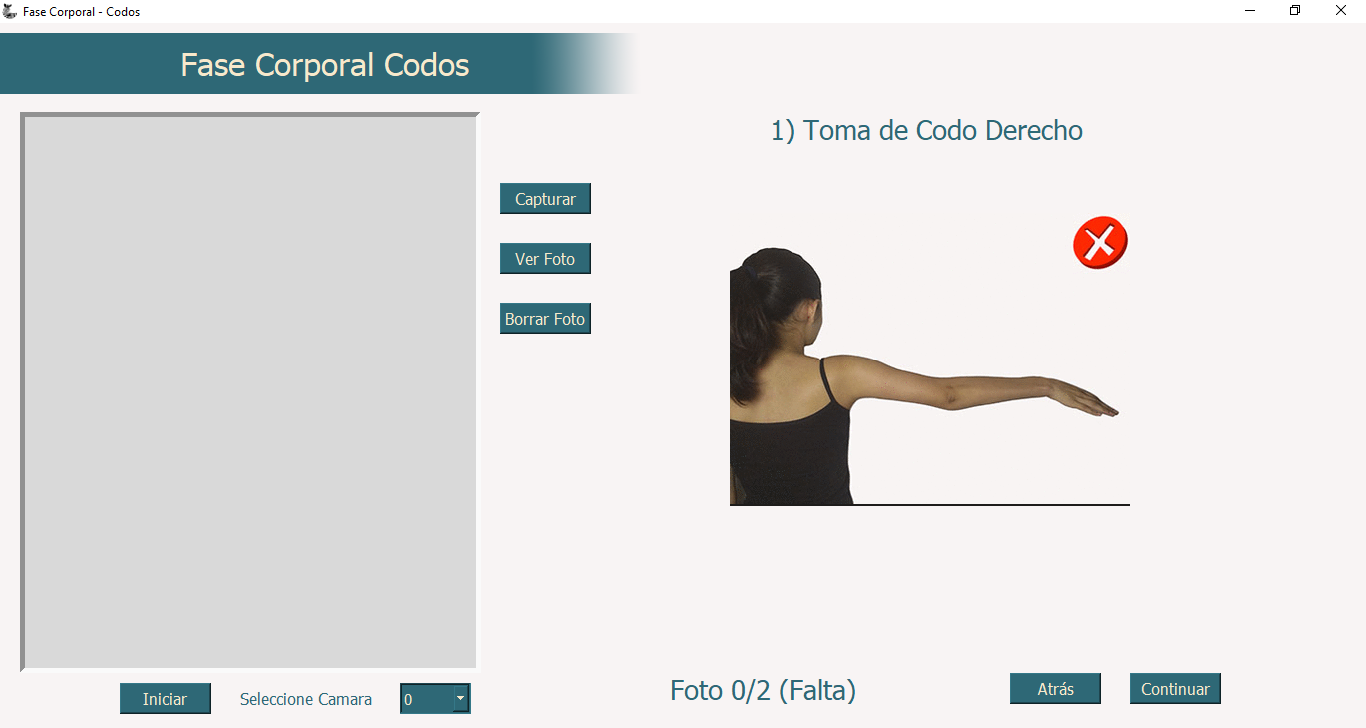 Fase Corporal - Codos
Fase Corporal Codos
1) Toma de Codo Derecho
Capturar
Ver Foto
Borrar Foto
Iniciar
Seleccione Camara
0
Foto 0/2 (Falta)
Atrás
Continuar